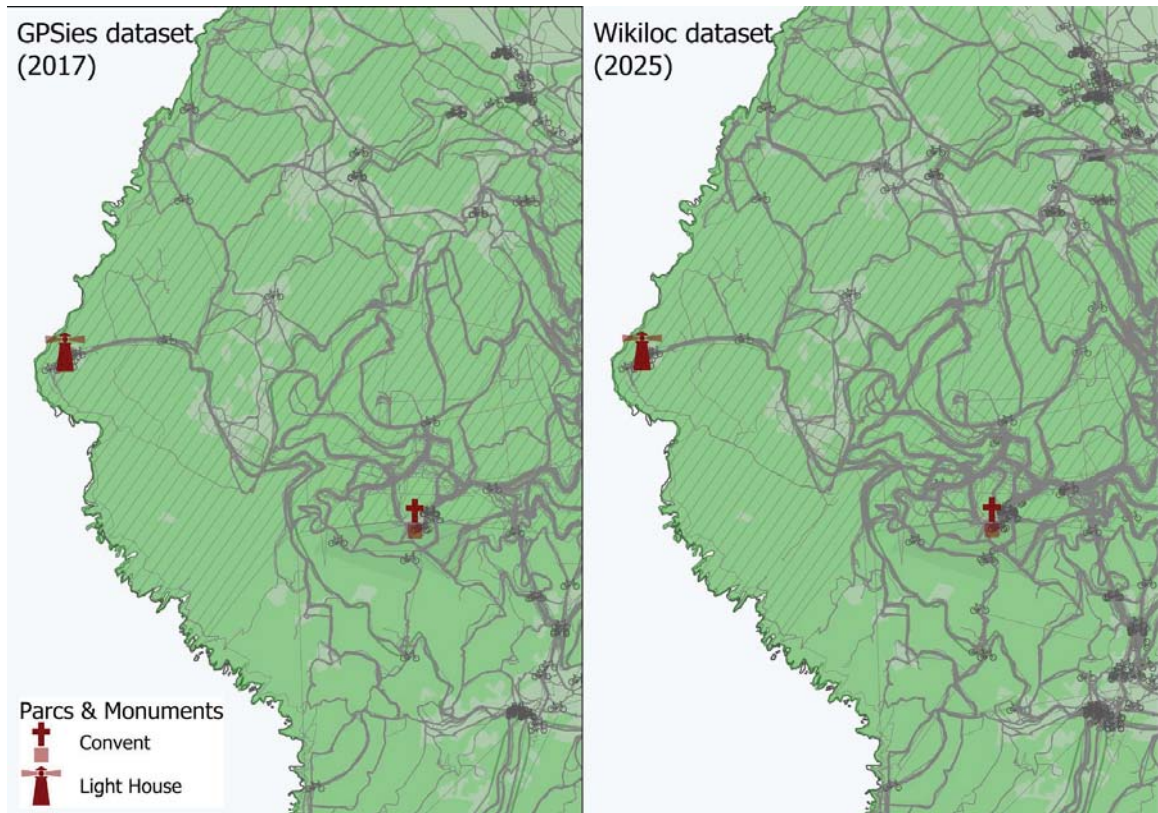 GPSies dataset
(2017)
Wikiloc dataset
(2025)
Parcs & Monuments
Convent
Light House